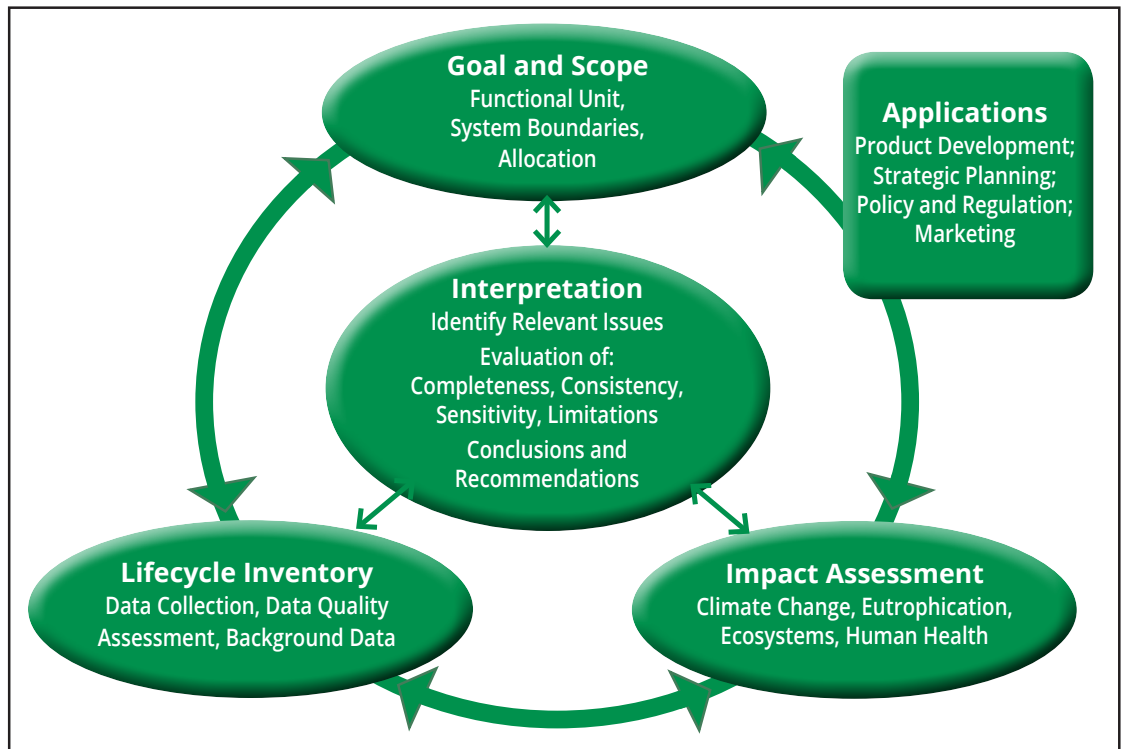 Goal and Scope
Functional Unit,
System Boundaries,
Allocation
Applications
Product Development;
Strategic Planning;
Policy and Regulation;
Marketing
Interpretation
Identify Relevant Issues
Evaluation of:
Completeness, Consistency,
Sensitivity, Limitations
Conclusions and
Recommendations
Lifecycle Inventory
Data Collection, Data Quality
Assessment, Background Data
Impact Assessment
Climate Change, Eutrophication,
Ecosystems, Human Health